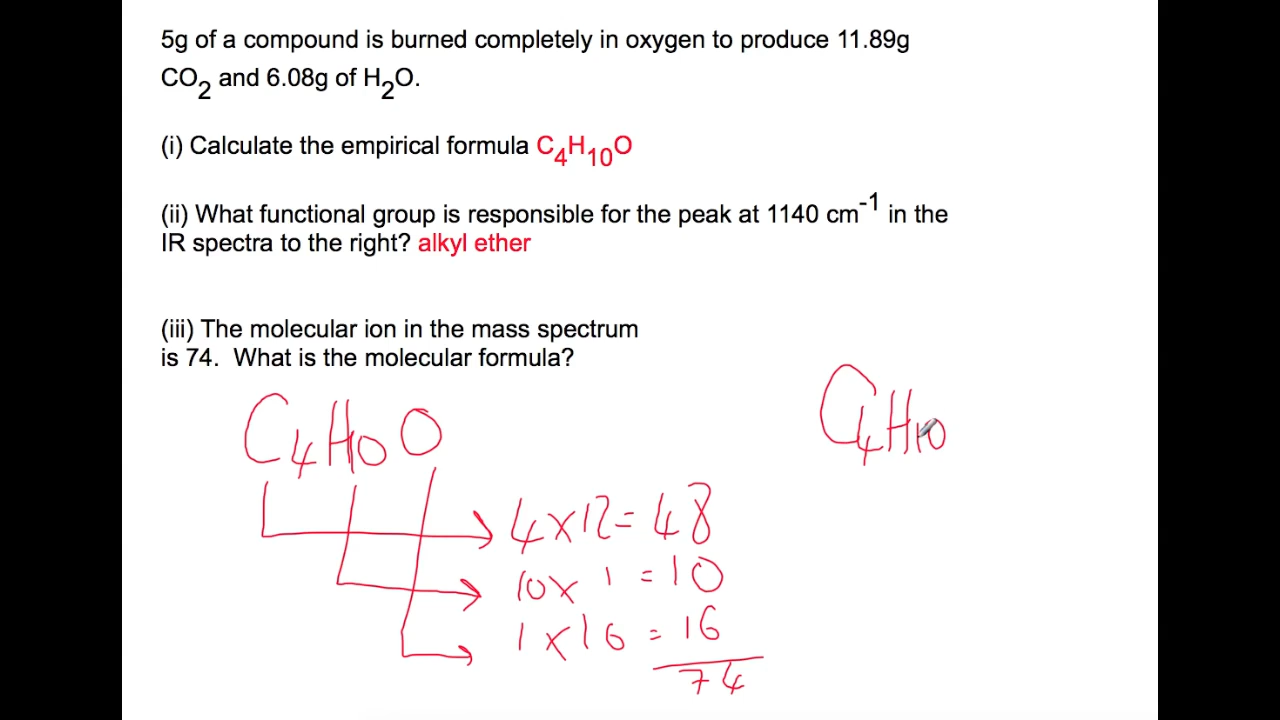 5g of a compound is burned completely in oxygen to produce 11.89g
CO2 and 6.08g of H2O.
(i) Calculate the empirical formula C4H10O
(ii) What functional group is responsible for the peak at 1140 cm-1 in the
IR spectra to the right? alkyl ether
(iii) The molecular ion in the mass spectrum
is 74. What is the molecular formula?
C4H10O
C4H10
4x12=48
10x1=10
1x16=16
74